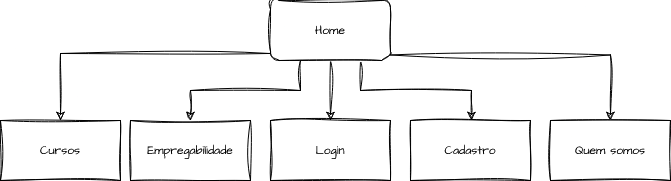 Home
Cursos
Empregabilidade
Login
Cadastro
Quem somos